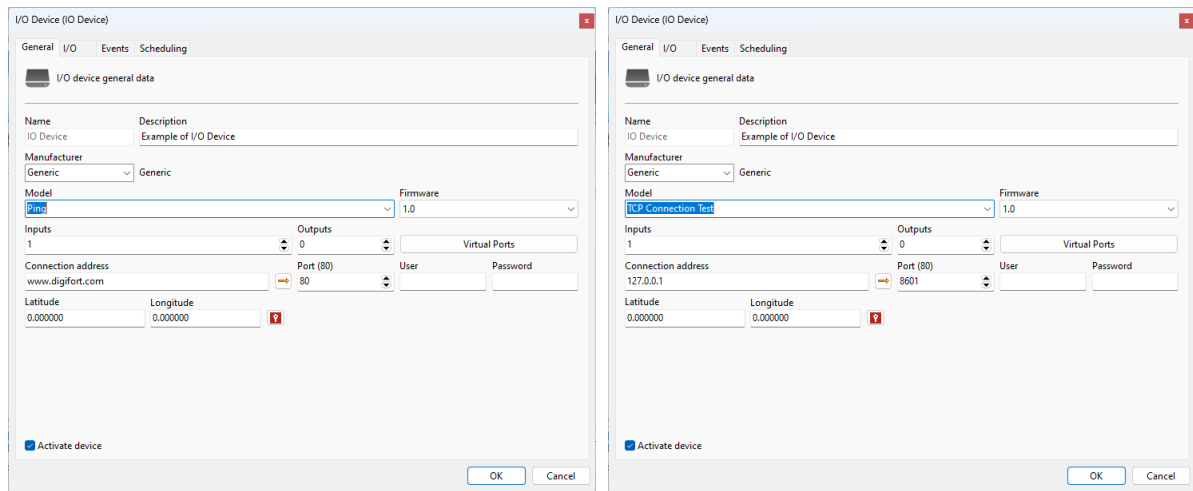 I/O Device (IO Device)
General I/O Events Scheduling
I/O device general data
Name Description
IO Device Example of I/O Device
Manufacturer
Generic Generic
Model Firmware
Ping 1.0
Inputs Outputs
1 0 Virtual Ports
Connection address Port (80) User Password
www.digifort.com 80
Latitude Longitude
0.000000 0.000000
Activate device
OK Cancel
I/O Device (IO Device)
General I/O Events Scheduling
I/O device general data
Name Description
IO Device Example of I/O Device
Manufacturer
Generic Generic
Model Firmware
TCP Connection Test 1.0
Inputs Outputs
1 0 Virtual Ports
Connection address Port (80) User Password
127.0.0.1 8601
Latitude Longitude
0.000000 0.000000
Activate device
OK Cancel